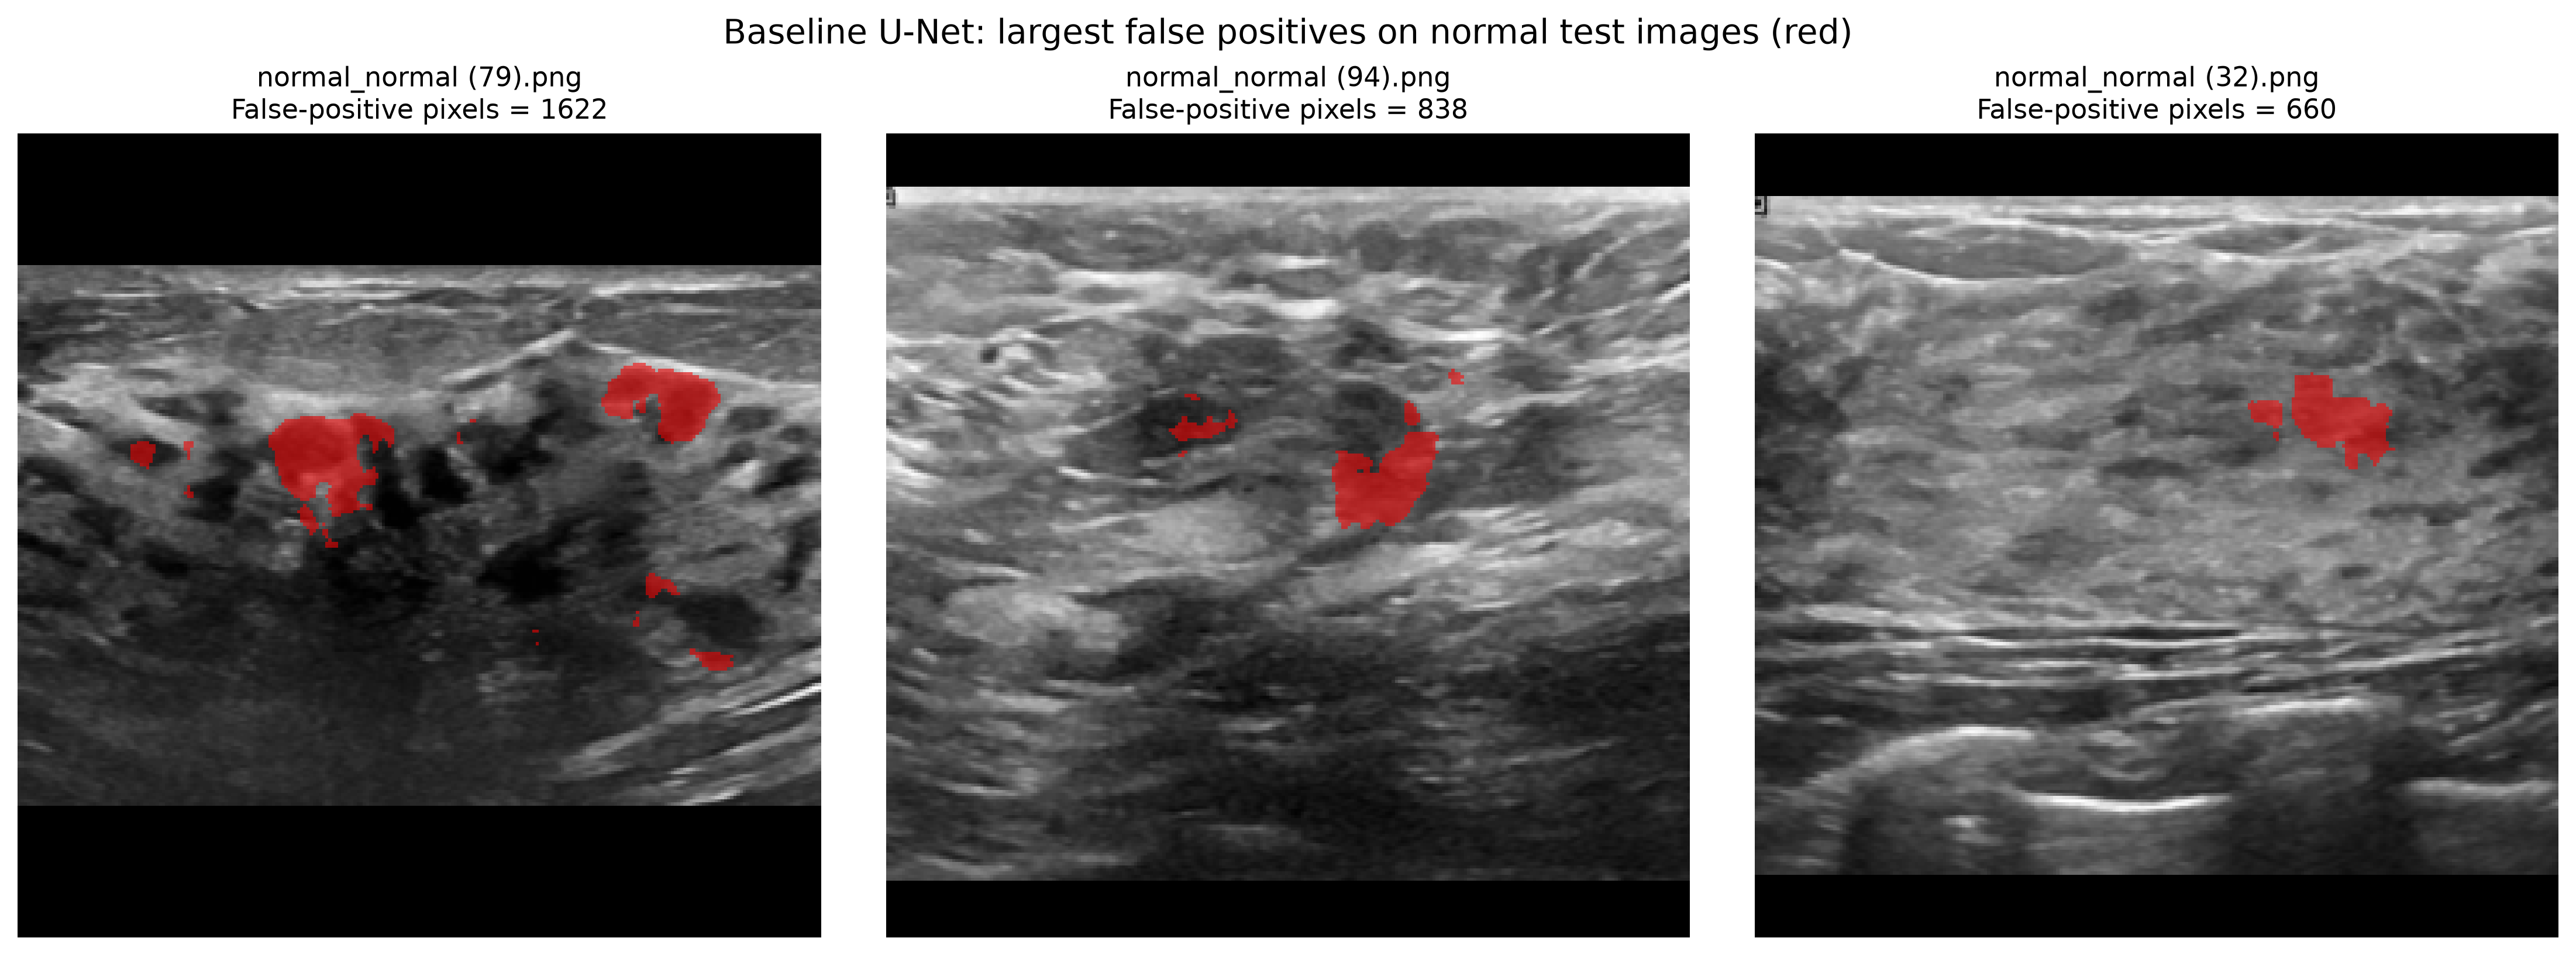 Baseline U-Net: largest false positives on normal test images (red)
normal_normal (79).png
False-positive pixels = 1622
normal_normal (94).png
False-positive pixels = 838
normal_normal (32).png
False-positive pixels = 660